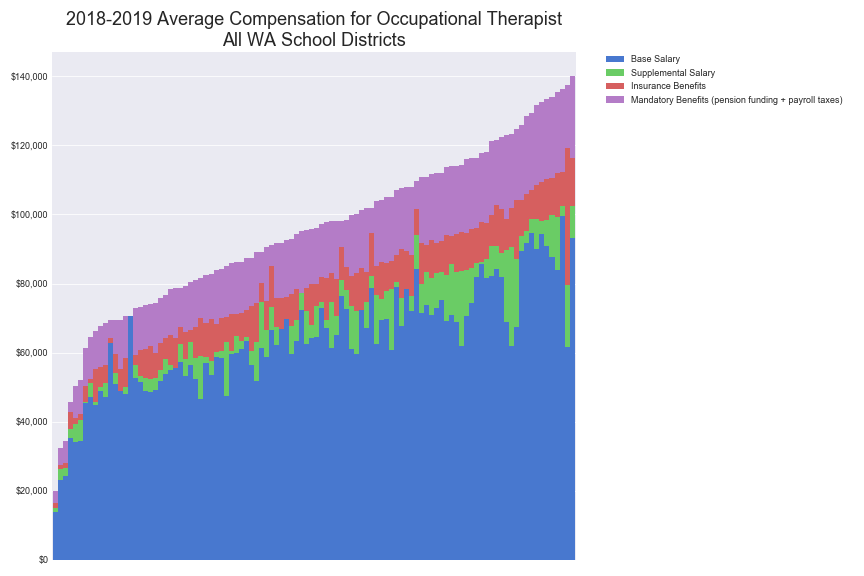 2018-2019 Average Compensation for Occupational Therapist
All WA School Districts
Base Salary
Supplemental Salary
Insurance Benefits
Mandatory Benefits (pension funding + payroll taxes)
$140,000
$120,000
$100,000
$80,000
$60,000
$40,000
$20,000
$0